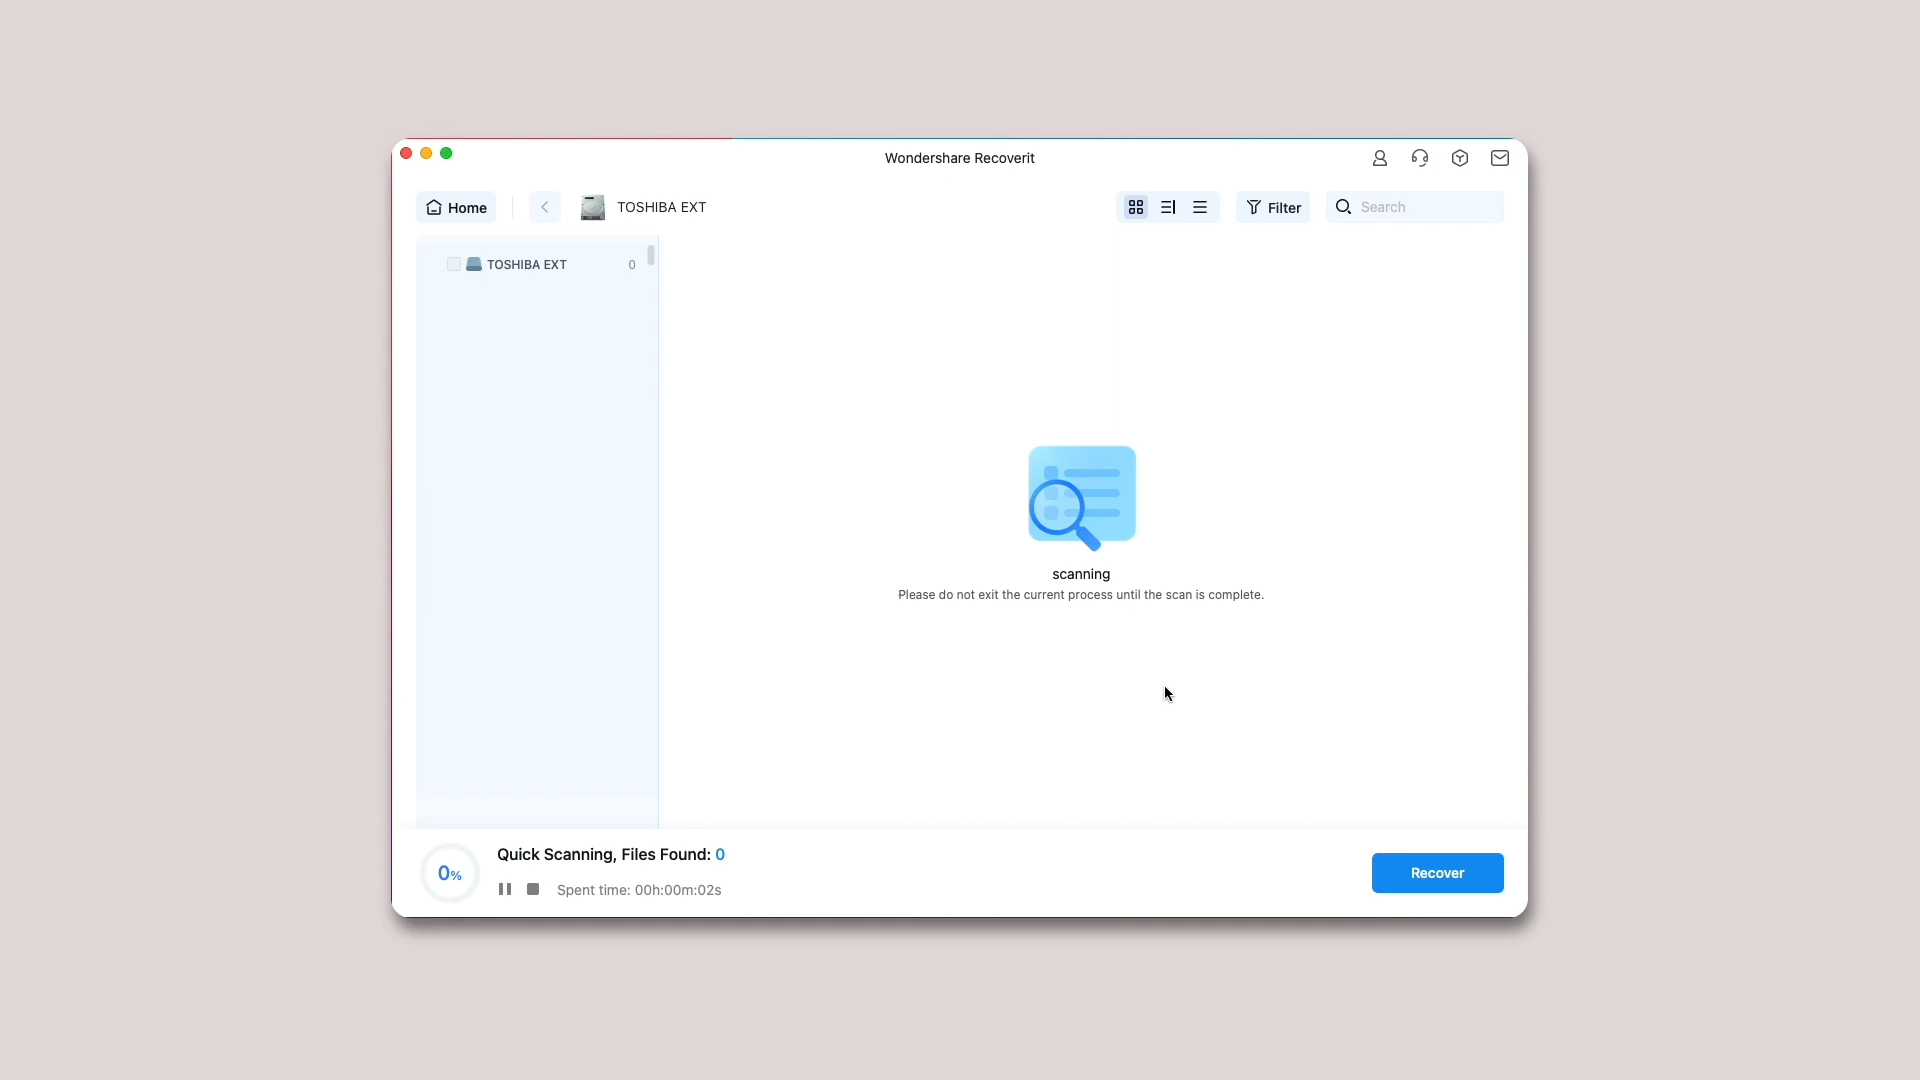 Wondershare Recoverit
Home
TOSHIBA EXT
Filter
Search
TOSHIBA EXT 0
scanning
Please do not exit the current process until the scan is complete.
0%
Quick Scanning, Files Found: 0
Spent time: 00h:00m:02s
Recover